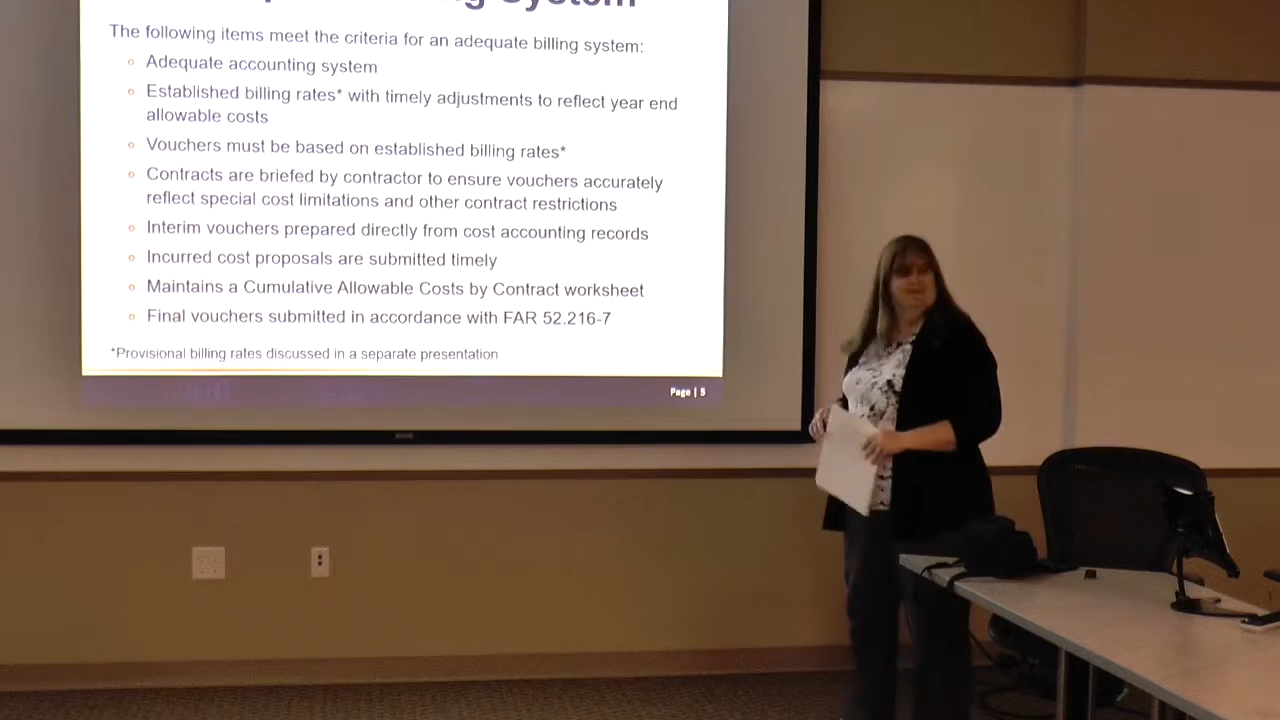 System
The following items meet the criteria for an adequate billing system:
Adequate accounting system
Established billing rates* with timely adjustments to reflect year end
allowable costs
Vouchers must be based on established billing rates*
Contracts are briefed by contractor to ensure vouchers accurately
reflect special cost limitations and other contract restrictions
Interim vouchers prepared directly from cost accounting records
Incurred cost proposals are submitted timely
Maintains a Cumulative Allowable Costs by Contract worksheet
Final vouchers submitted in accordance with FAR 52.216-7
*Provisional billing rates discussed in a separate presentation
Page | 5